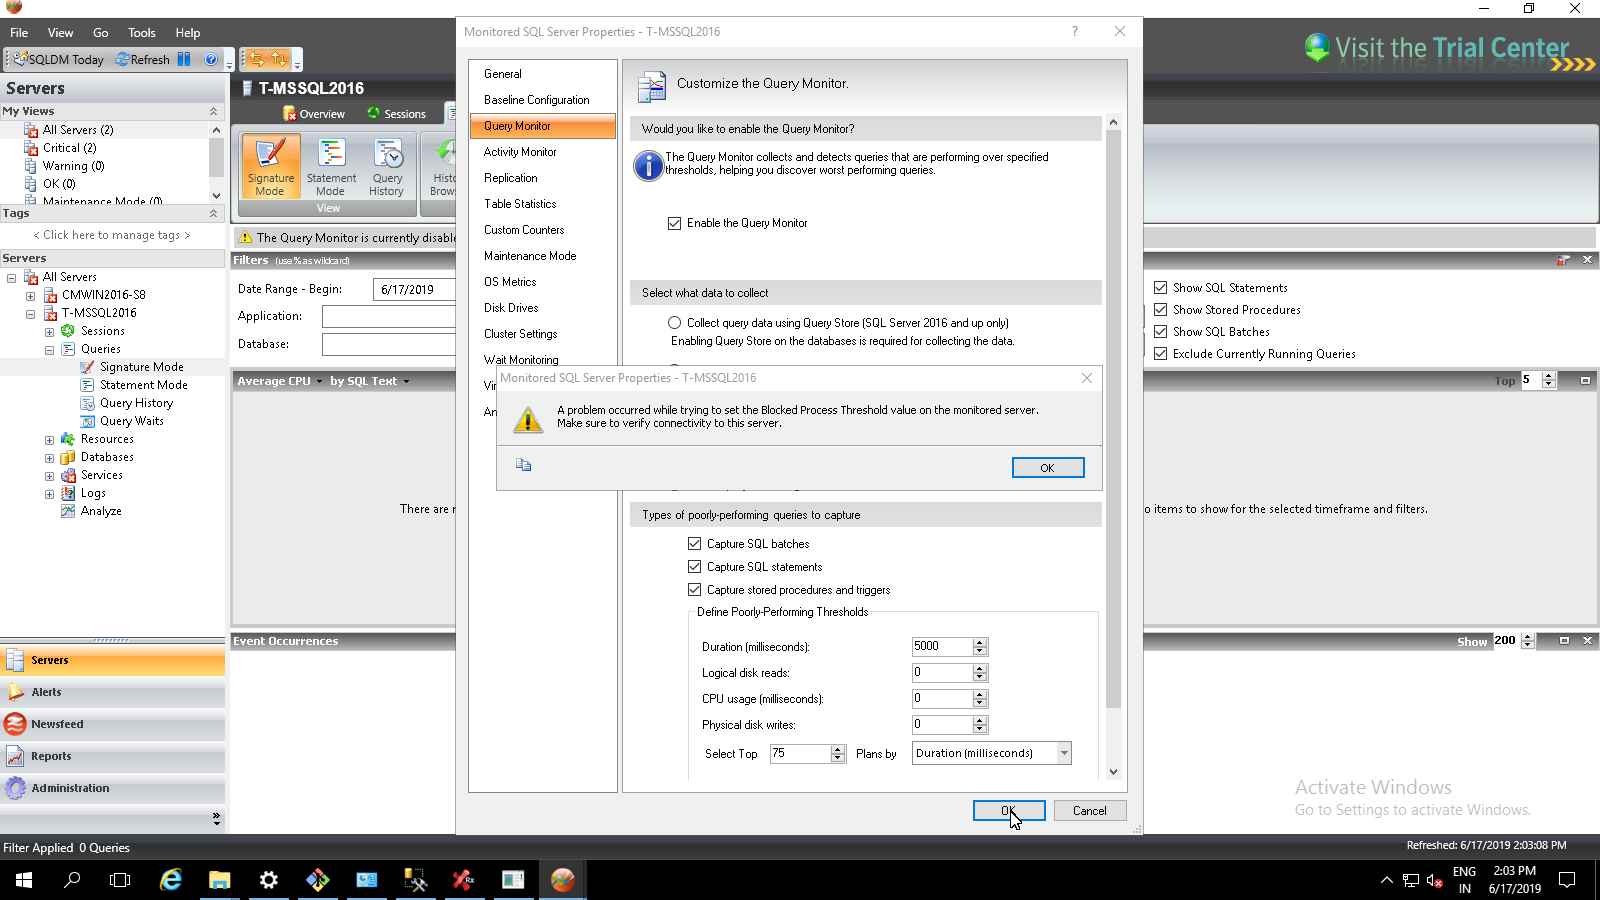 File View Go Tools Help
SQLDM Today Refresh
Visit the Trial Center
Servers
My Views
All Servers (2)
Critical (2)
Warning (0)
OK (0)
Maintenance Mode (0)
Tags
< Click here to manage tags >
Servers
All Servers
CMWIN2016-S8
T-MSSQL2016
Sessions
Queries
Signature Mode
Statement Mode
Query History
Query Waits
Resources
Databases
Services
Logs
Analyze
Servers
Alerts
Newsfeed
Reports
Administration
Filter Applied 0 Queries
T-MSSQL2016
Overview Sessions
Signature Mode
Statement Mode
Query History
View
The Query Monitor is currently
Filters (use % as wildcard)
Date Range - Begin: 6/17/2019
Application:
Database:
Average CPU by SQL Text
There are
Event Occurrences
Monitored SQL Server Properties - T-MSSQL2016
General
Baseline Configuration
Query Monitor
Activity Monitor
Replication
Table Statistics
Custom Counters
Maintenance Mode
OS Metrics
Disk Drives
Cluster Settings
Wait Monitoring
Customize the Query Monitor.
Would you like to enable the Query Monitor?
The Query Monitor collects and detects queries that are performing over specified
thresholds, helping you discover worst performing queries.
Enable the Query Monitor
Select what data to collect
Collect query data using Query Store (SQL Server 2016 and up only)
Enabling Query Store on the databases is required for collecting the data.
Monitored SQL Server Properties - T-MSSQL2016
A problem occurred while trying to set the Blocked Process Threshold value on the monitored server.
Make sure to verify connectivity to this server.
OK
Types of poorly-performing queries to capture
Capture SQL batches
Capture SQL statements
Capture stored procedures and triggers
Define Poorly-Performing Thresholds
Duration (milliseconds): 5000
Logical disk reads: 0
CPU usage (milliseconds): 0
Physical disk writes: 0
Select Top 75 Plans by Duration (milliseconds)
OK Cancel
Show SQL Statements
Show Stored Procedures
Show SQL Batches
Exclude Currently Running Queries
Top 5
o items to show for the selected timeframe and filters.
Show 200
Activate Windows
Go to Settings to activate Windows.
Refreshed: 6/17/2019 2:03:08 PM
ENG
IN
2:03 PM
6/17/2019